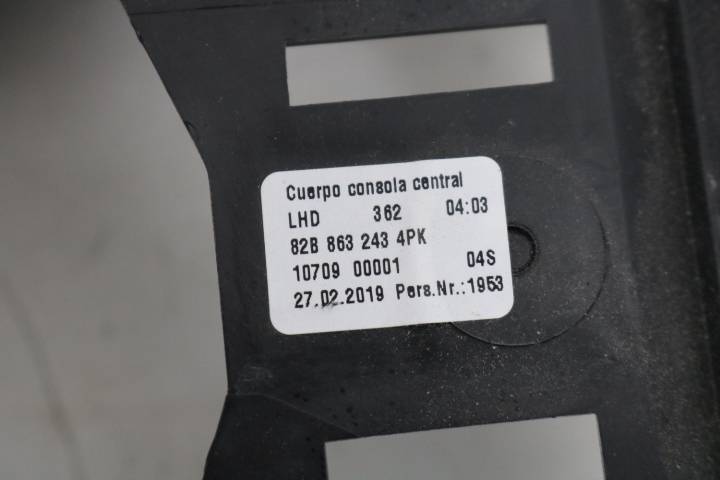 Cuerpo consola central
LHD 362 04:03
82B 863 243 4PK
10709 00001 04S
27.02.2019 Pers.Nr.:1953